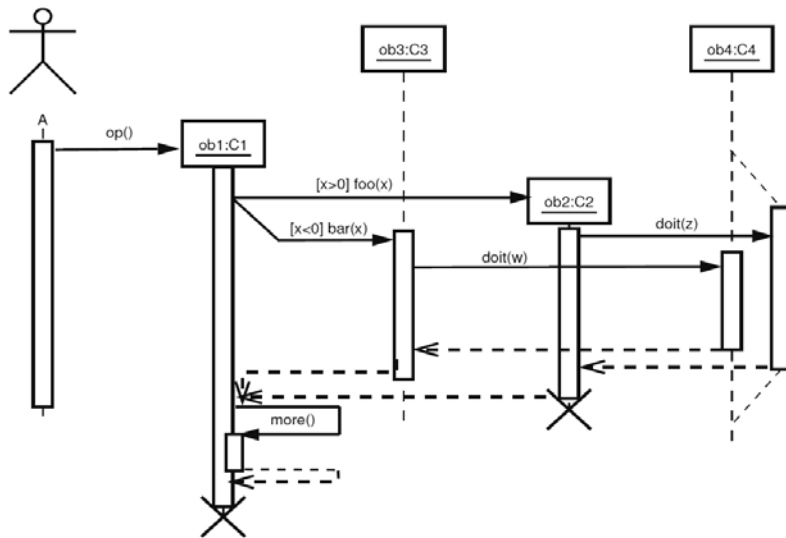 ob3:C3
ob4:C4
A
op()
ob1:C1
[x>0] foo(x)
ob2:C2
[x<0] bar(x)
doit(z)
doit(w)
more()